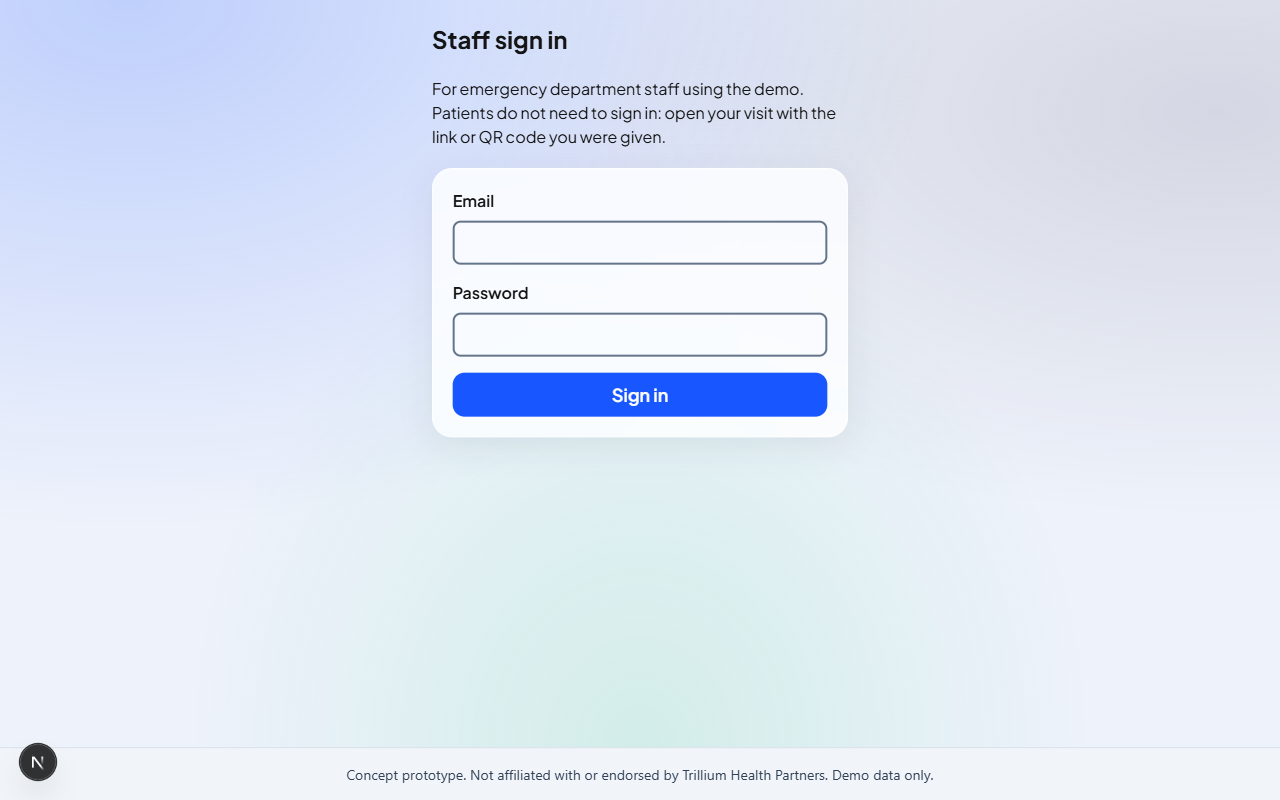 Staff sign in
For emergency department staff using the demo.
Patients do not need to sign in: open your visit with the
link or QR code you were given.
Email
Password
Sign in
N
Concept prototype. Not affiliated with or endorsed by Trillium Health Partners. Demo data only.